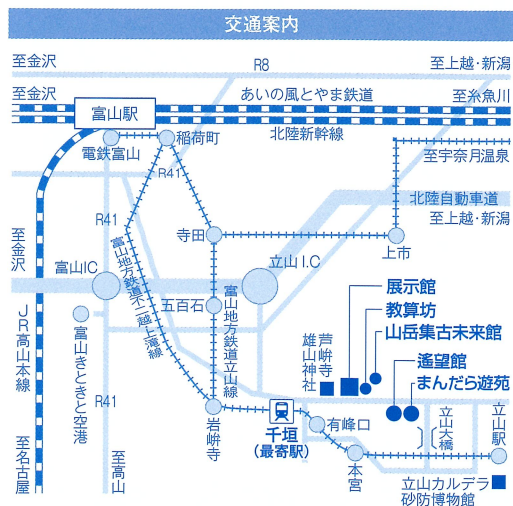 交通案内
至金沢
R8
至上越・新潟
至金沢
あいの風とやま鉄道
至糸魚川
富山駅
北陸新幹線
電鉄富山
稲荷町
R41
至宇奈月温泉
北陸自動車道
至上越・新潟
R41
寺田
上市
至金沢
富山IC
立山I.C
富山地方鉄道不二越上滝線
五百石
富山地方鉄道立山線
展示館
教算坊
山岳集古未来館
芦峅寺
雄山神社
遙望館
まんだら遊苑
JR高山本線
富山きときと空港
R41
岩峅寺
千垣
(最寄駅)
有峰口
本宮
立山大橋
立山駅
至名古屋
至高山
立山カルデラ
砂防博物館